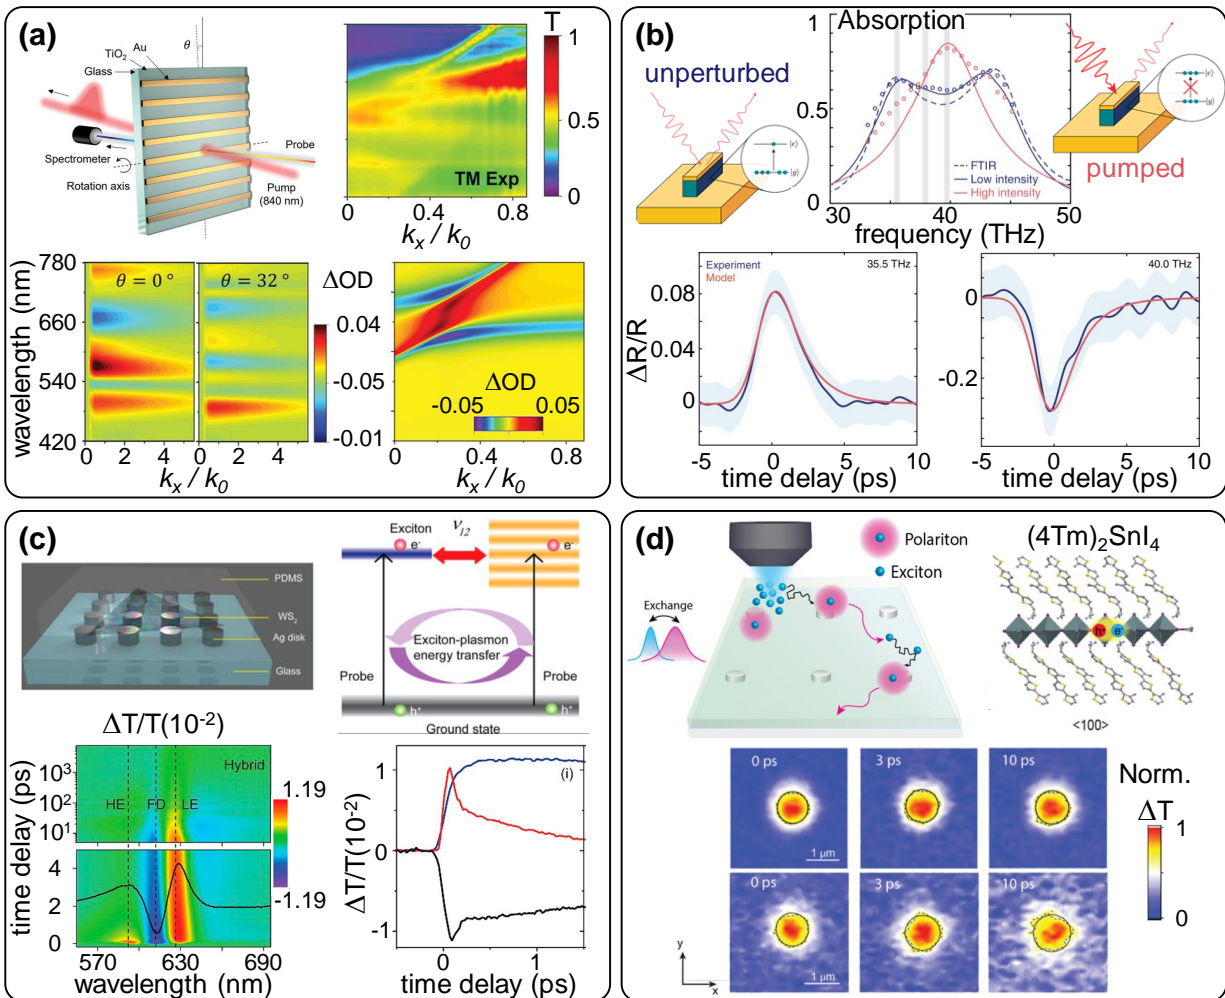 (a)
θ
Au
TiO2
Glass
Spectrometer
Rotation axis
Probe
Pump
(840 nm)
T
1
0.5
0
TM Exp
0
0.4
0.8
kx / k0
wavelength (nm)
780
660
540
420
θ = 0 °
θ = 32 °
0 2 4
0 2 4
kx / k0
ΔOD
0.04
-0.05
-0.01
ΔOD
-0.05 0.05
0 0.4 0.8
kx / k0
(b)
Absorption
unperturbed
|e⟩
|g⟩
1
0.5
0
FTIR
Low intensity
High intensity
30 40 50
frequency (THz)
|e⟩
|g⟩
pumped
Experiment
Model
35.5 THz
ΔR/R
0.08
0.04
0
-5 0 5 10
time delay (ps)
40.0 THz
0
-0.2
-5 0 5 10
time delay (ps)
(c)
PDMS
WS2
Ag disk
Glass
Exciton
ν12
e-
e-
Exciton-plasmon
energy transfer
Probe
Probe
h+
h+
Ground state
ΔT/T(10-2)
time delay (ps)
10^3
10^2
10^1
4
2
0
Hybrid
HE
FD
LE
1.19
-1.19
570 630 690
wavelength (nm)
(i)
ΔT/T(10-2)
1
0
-1
0 1
time delay (ps)
(d)
Polariton
Exciton
Exchange
(4Tm)2SnI4
h+
e-
<100>
0 ps
3 ps
10 ps
1 μm
0 ps
3 ps
10 ps
1 μm
y
x
Norm.
ΔT
1
0